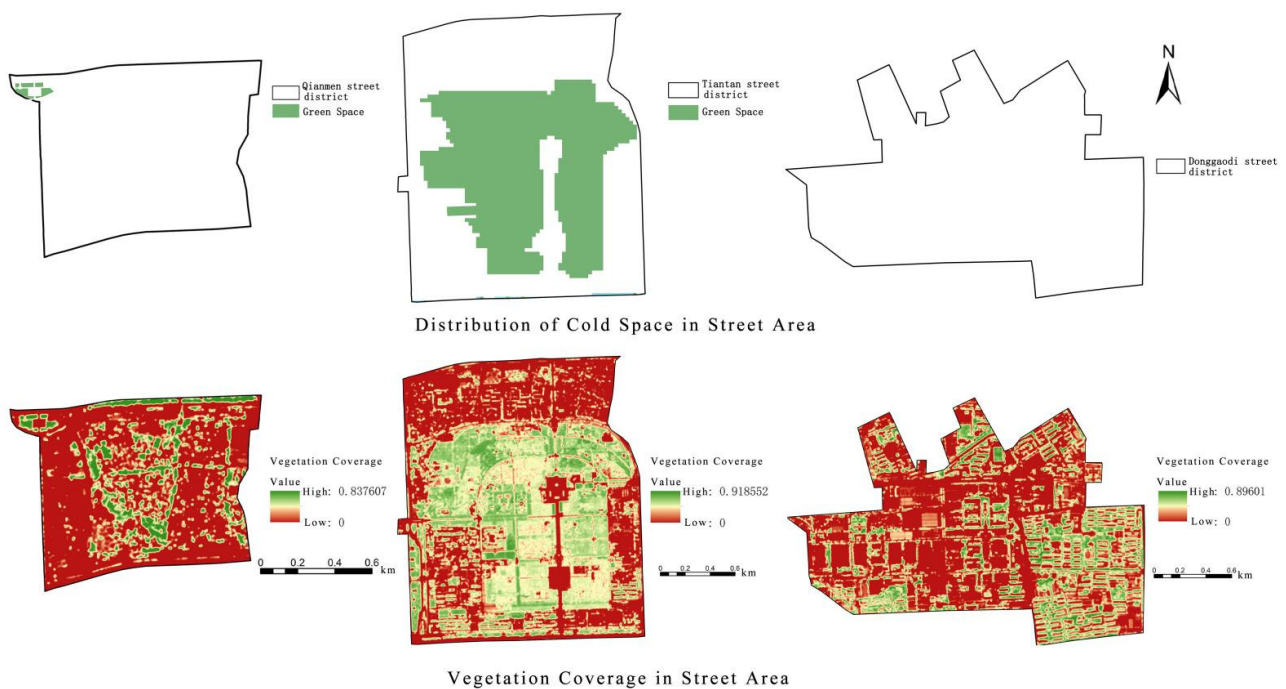 N
Qianmen street
district
Green Space
Tiantan street
district
Green Space
Donggaodi street
district
Distribution of Cold Space in Street Area
Vegetation Coverage
Value
High: 0.837607
Low: 0
0 0.2 0.4 0.6
km
Vegetation Coverage
Value
High: 0.918552
Low: 0
0 0.2 0.4 0.6
km
Vegetation Coverage
Value
High: 0.89601
Low: 0
0 0.2 0.4 0.6
km
Vegetation Coverage in Street Area